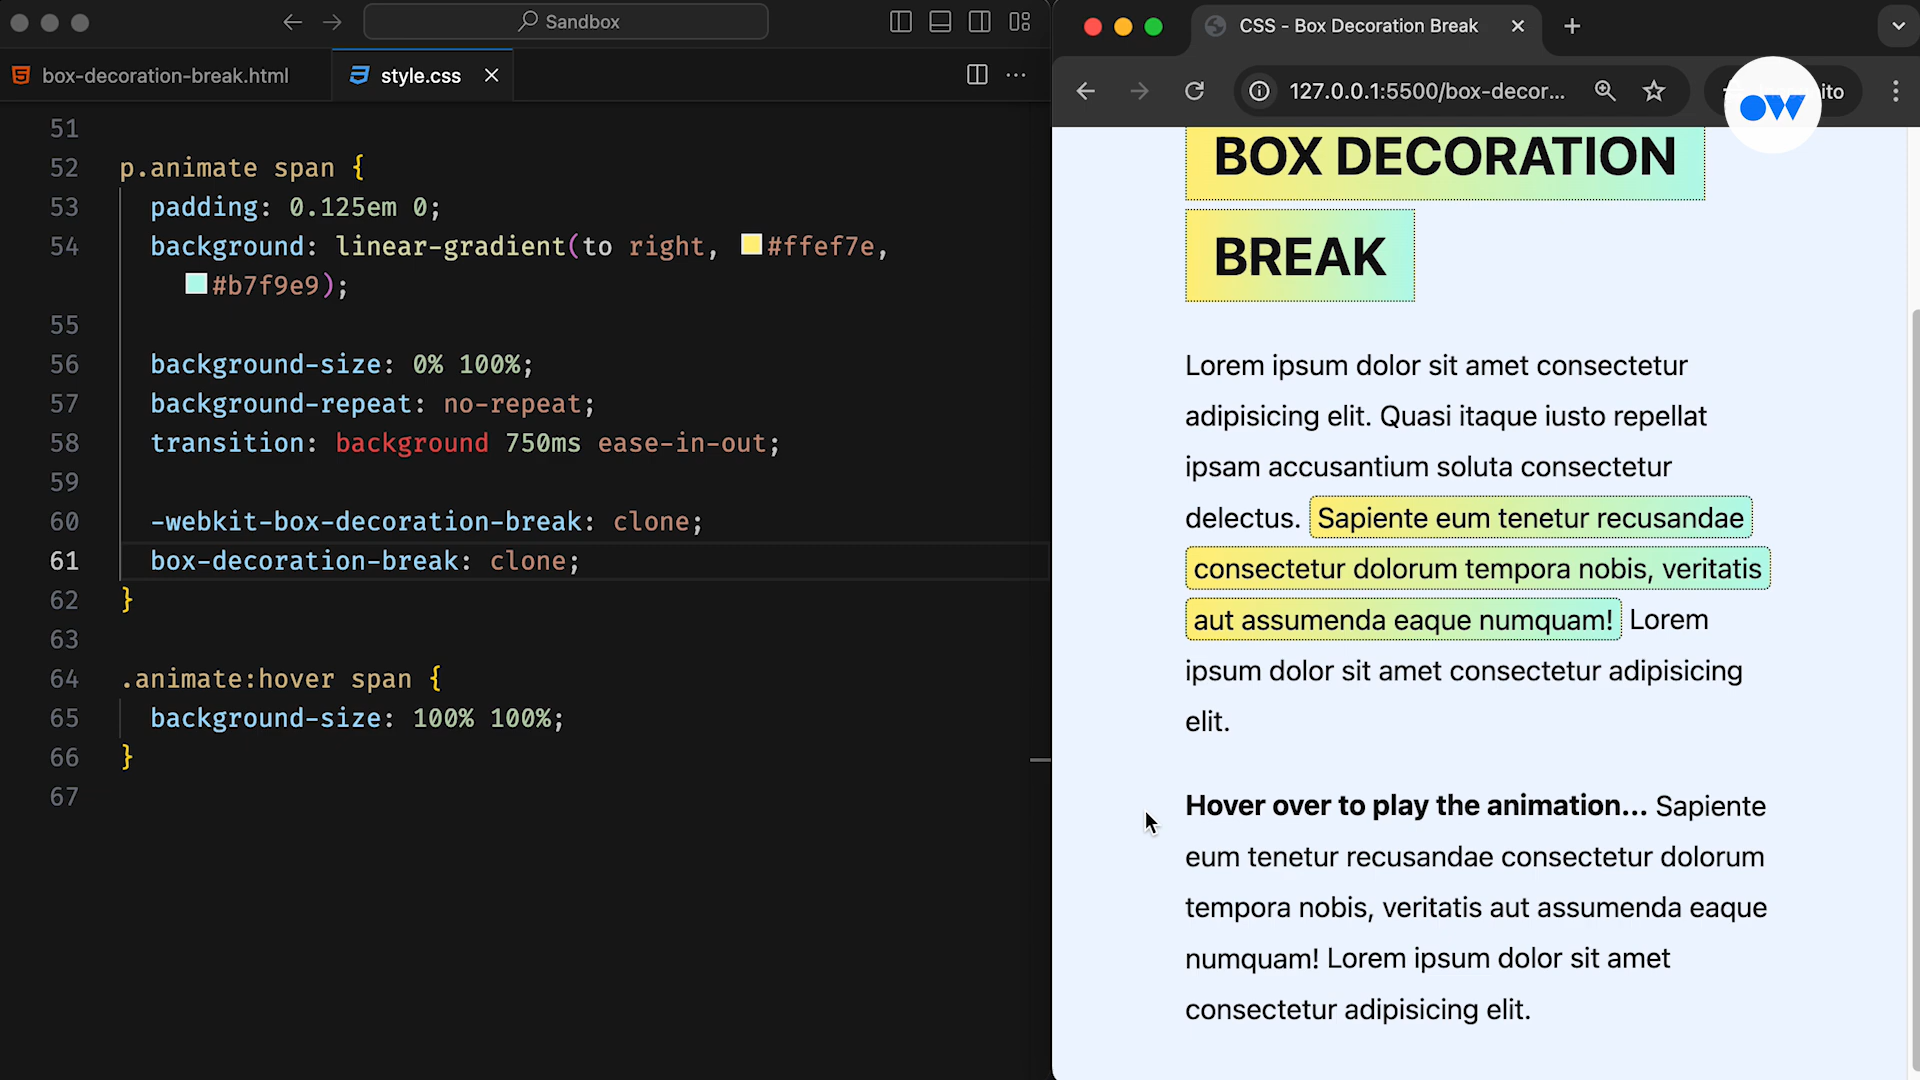 Sandbox
box-decoration-break.html
style.css
51
52 p.animate span {
53 padding: 0.125em 0;
54 background: linear-gradient(to right, #ffef7e,
#b7f9e9);
55
56 background-size: 0% 100%;
57 background-repeat: no-repeat;
58 transition: background 750ms ease-in-out;
59
60 -webkit-box-decoration-break: clone;
61 box-decoration-break: clone;
62 }
63
64 .animate:hover span {
65 background-size: 100% 100%;
66 }
67
CSS - Box Decoration Break
127.0.0.1:5500/box-decor...
ow
BOX DECORATION
BREAK
Lorem ipsum dolor sit amet consectetur
adipisicing elit. Quasi itaque iusto repellat
ipsam accusantium soluta consectetur
delectus. Sapiente eum tenetur recusandae
consectetur dolorum tempora nobis, veritatis
aut assumenda eaque numquam! Lorem
ipsum dolor sit amet consectetur adipisicing
elit.
Hover over to play the animation... Sapiente
eum tenetur recusandae consectetur dolorum
tempora nobis, veritatis aut assumenda eaque
numquam! Lorem ipsum dolor sit amet
consectetur adipisicing elit.